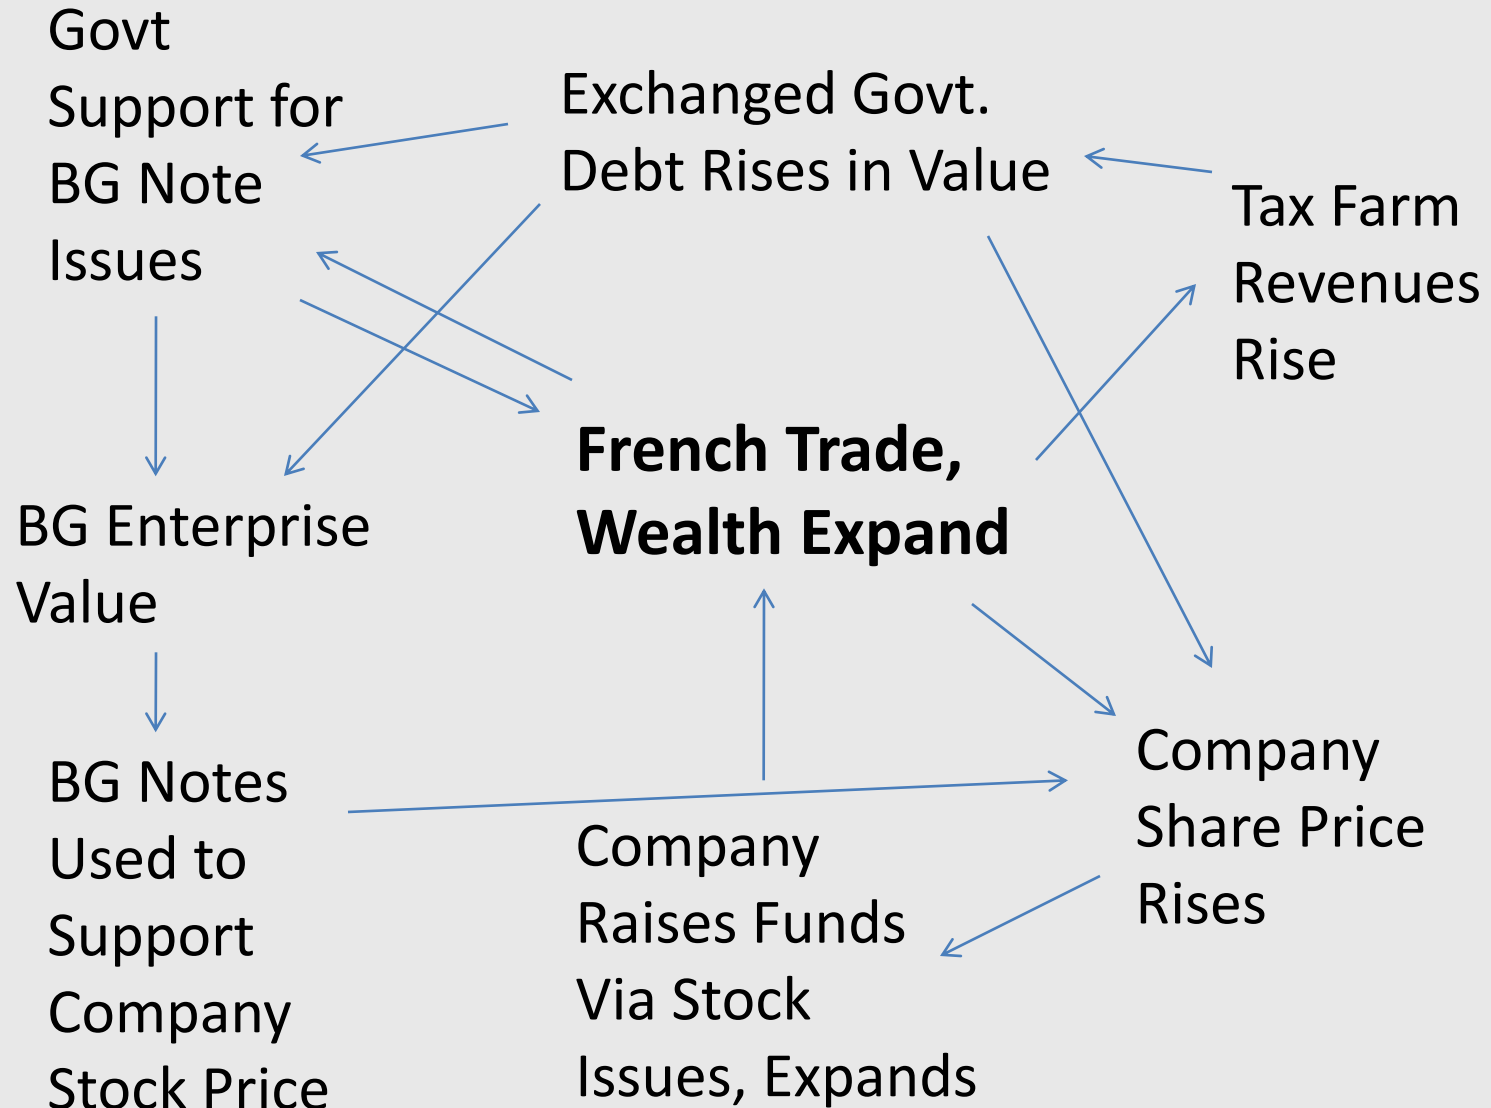 Govt
Support for
BG Note
Issues
Exchanged Govt.
Debt Rises in Value
Tax Farm
Revenues
Rise
French Trade,
Wealth Expand
BG Enterprise
Value
BG Notes
Used to
Support
Company
Stock Price
Company
Raises Funds
Via Stock
Issues, Expands
Company
Share Price
Rises